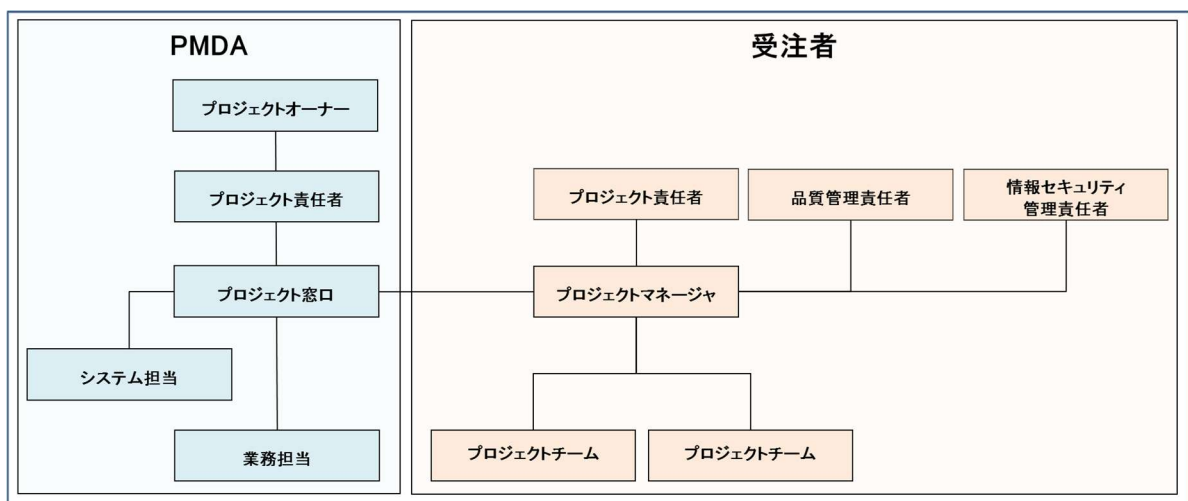 PMDA
プロジェクトオーナー
プロジェクト責任者
プロジェクト窓口
システム担当
業務担当
受注者
プロジェクト責任者
品質管理責任者
情報セキュリティ
管理責任者
プロジェクトマネージャ
プロジェクトチーム
プロジェクトチーム